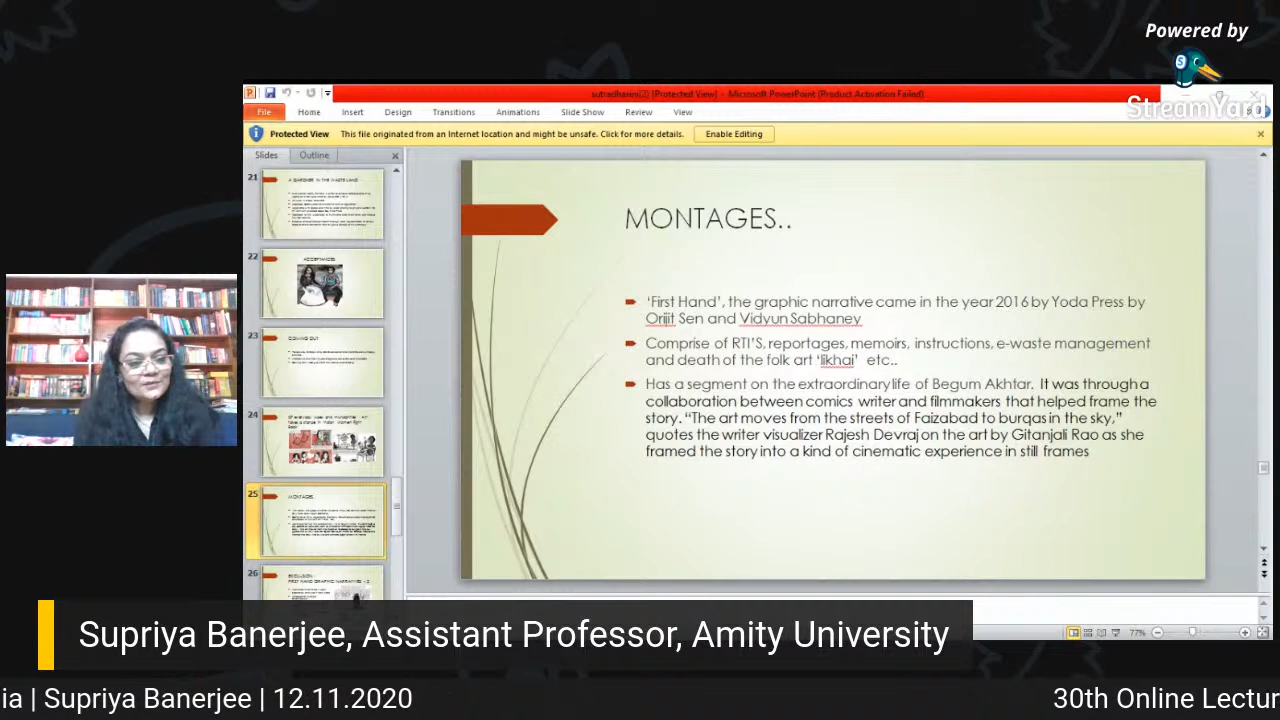 Powered by
StreamYard
sutradharin(2) [Protected View] - Microsoft PowerPoint (Product Activation Failed)
File Home Insert Design Transitions Animations Slide Show Review View
Protected View This file originated from an Internet location and might be unsafe. Click for more details. Enable Editing
Slides Outline
21
22
23
24
25
26
MONTAGES..
‘First Hand’, the graphic narrative came in the year 2016 by Yoda Press by
Orijit Sen and Vidyun Sabhaney
Comprise of RTI’S, reportages, memoirs, instructions, e-waste management
and death of the folk art ‘likhai’ etc..
Has a segment on the extraordinary life of Begum Akhtar. It was through a
collaboration between comics writer and filmmakers that helped frame the
story. “The art moves from the streets of Faizabad to burqas in the sky,”
quotes the writer visualizer Rajesh Devraj on the art by Gitanjali Rao as she
framed the story into a kind of cinematic experience in still frames
77%
Supriya Banerjee, Assistant Professor, Amity University
ia | Supriya Banerjee | 12.11.2020
30th Online Lectur